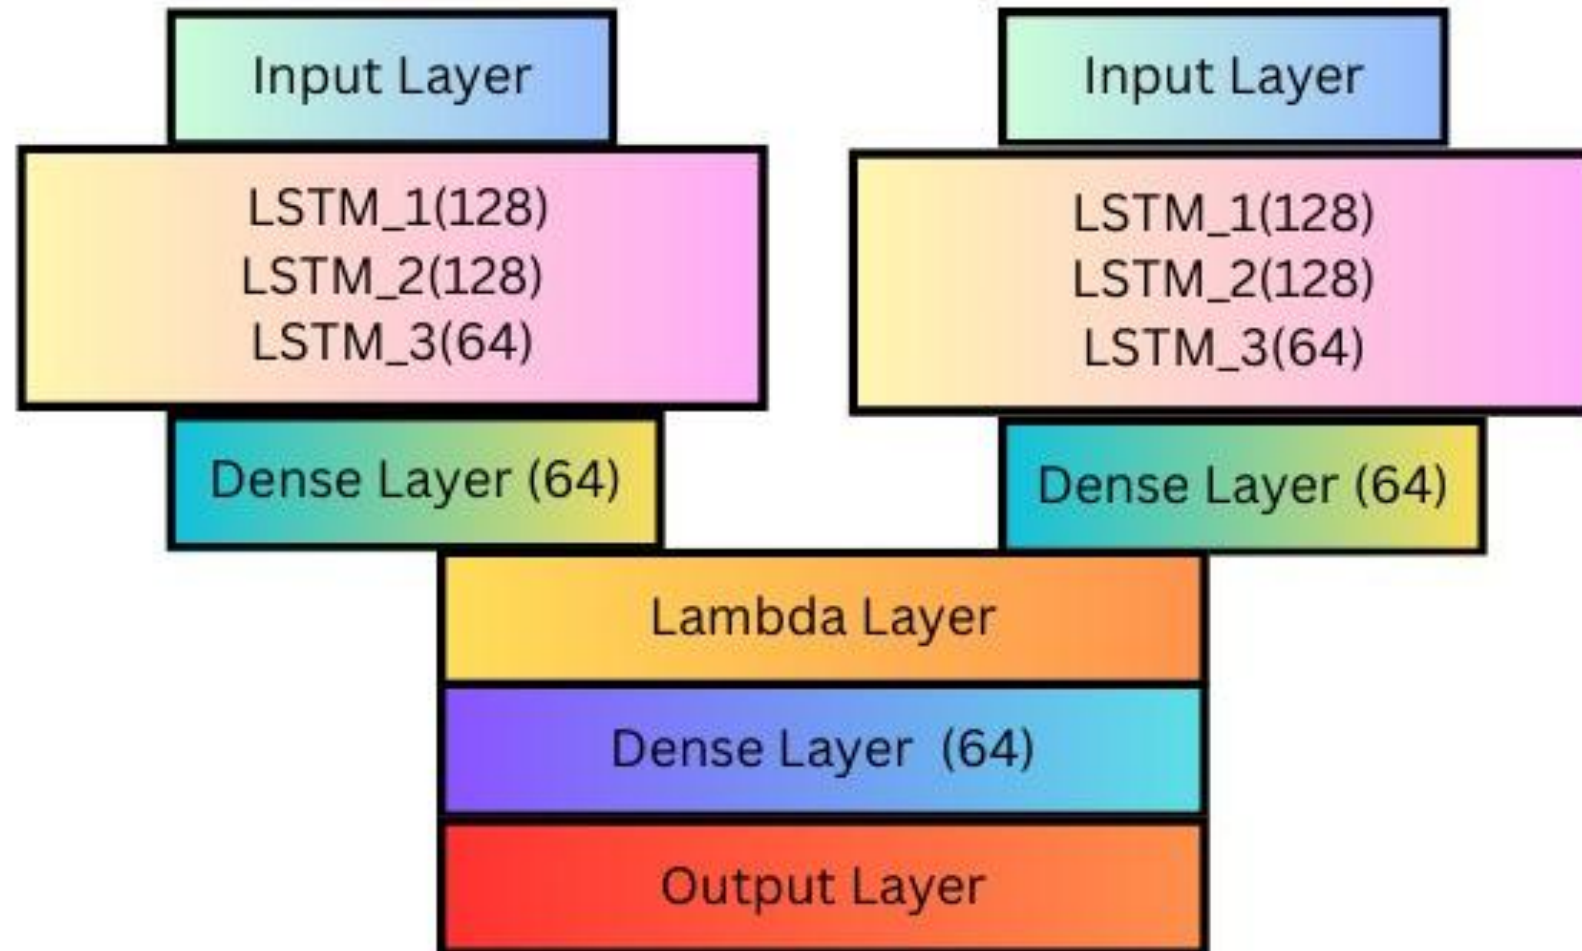 Input Layer
LSTM_1(128)
LSTM_2(128)
LSTM_3(64)
Dense Layer (64)
Input Layer
LSTM_1(128)
LSTM_2(128)
LSTM_3(64)
Dense Layer (64)
Lambda Layer
Dense Layer (64)
Output Layer